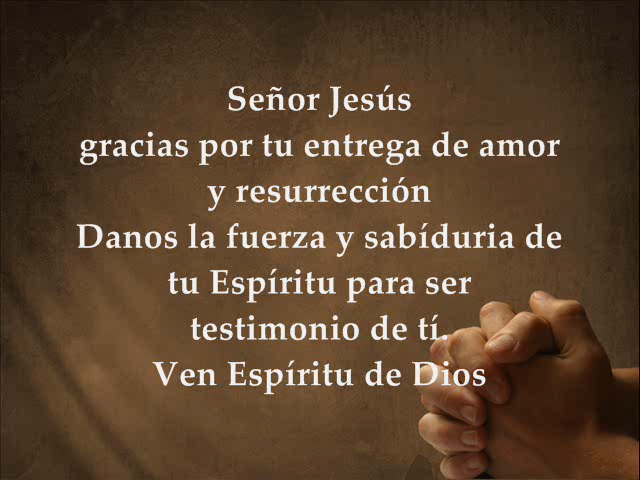 Señor Jesús
gracias por tu entrega de amor
y resurrección
Danos la fuerza y sabíduria de
tu Espíritu para ser
testimonio de tí.
Ven Espíritu de Dios